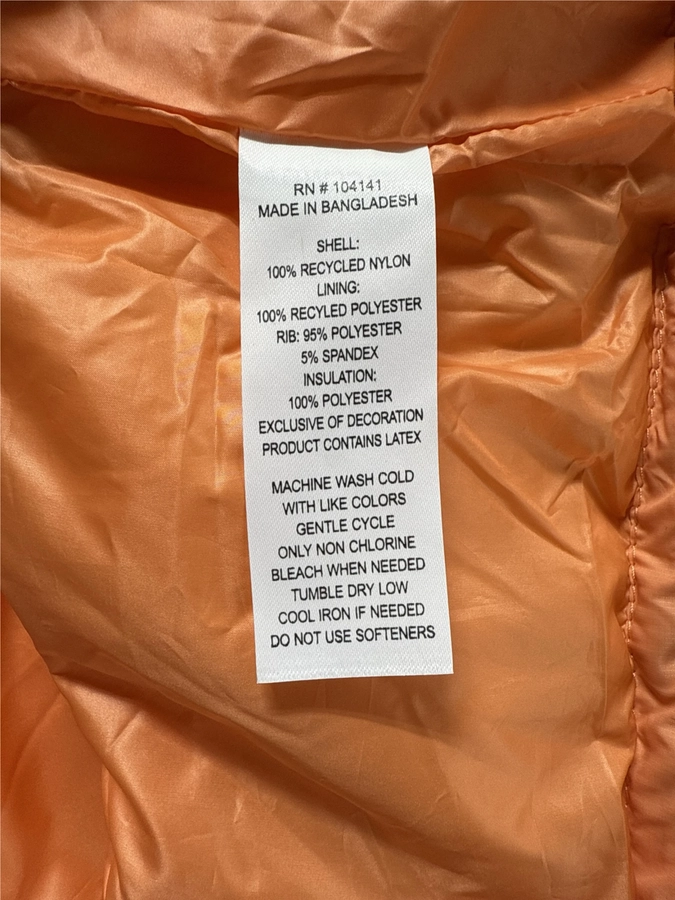 RN # 104141
MADE IN BANGLADESH
SHELL:
100% RECYCLED NYLON
LINING:
100% RECYLED POLYESTER
RIB: 95% POLYESTER
5% SPANDEX
INSULATION:
100% POLYESTER
EXCLUSIVE OF DECORATION
PRODUCT CONTAINS LATEX
MACHINE WASH COLD
WITH LIKE COLORS
GENTLE CYCLE
ONLY NON CHLORINE
BLEACH WHEN NEEDED
TUMBLE DRY LOW
COOL IRON IF NEEDED
DO NOT USE SOFTENERS